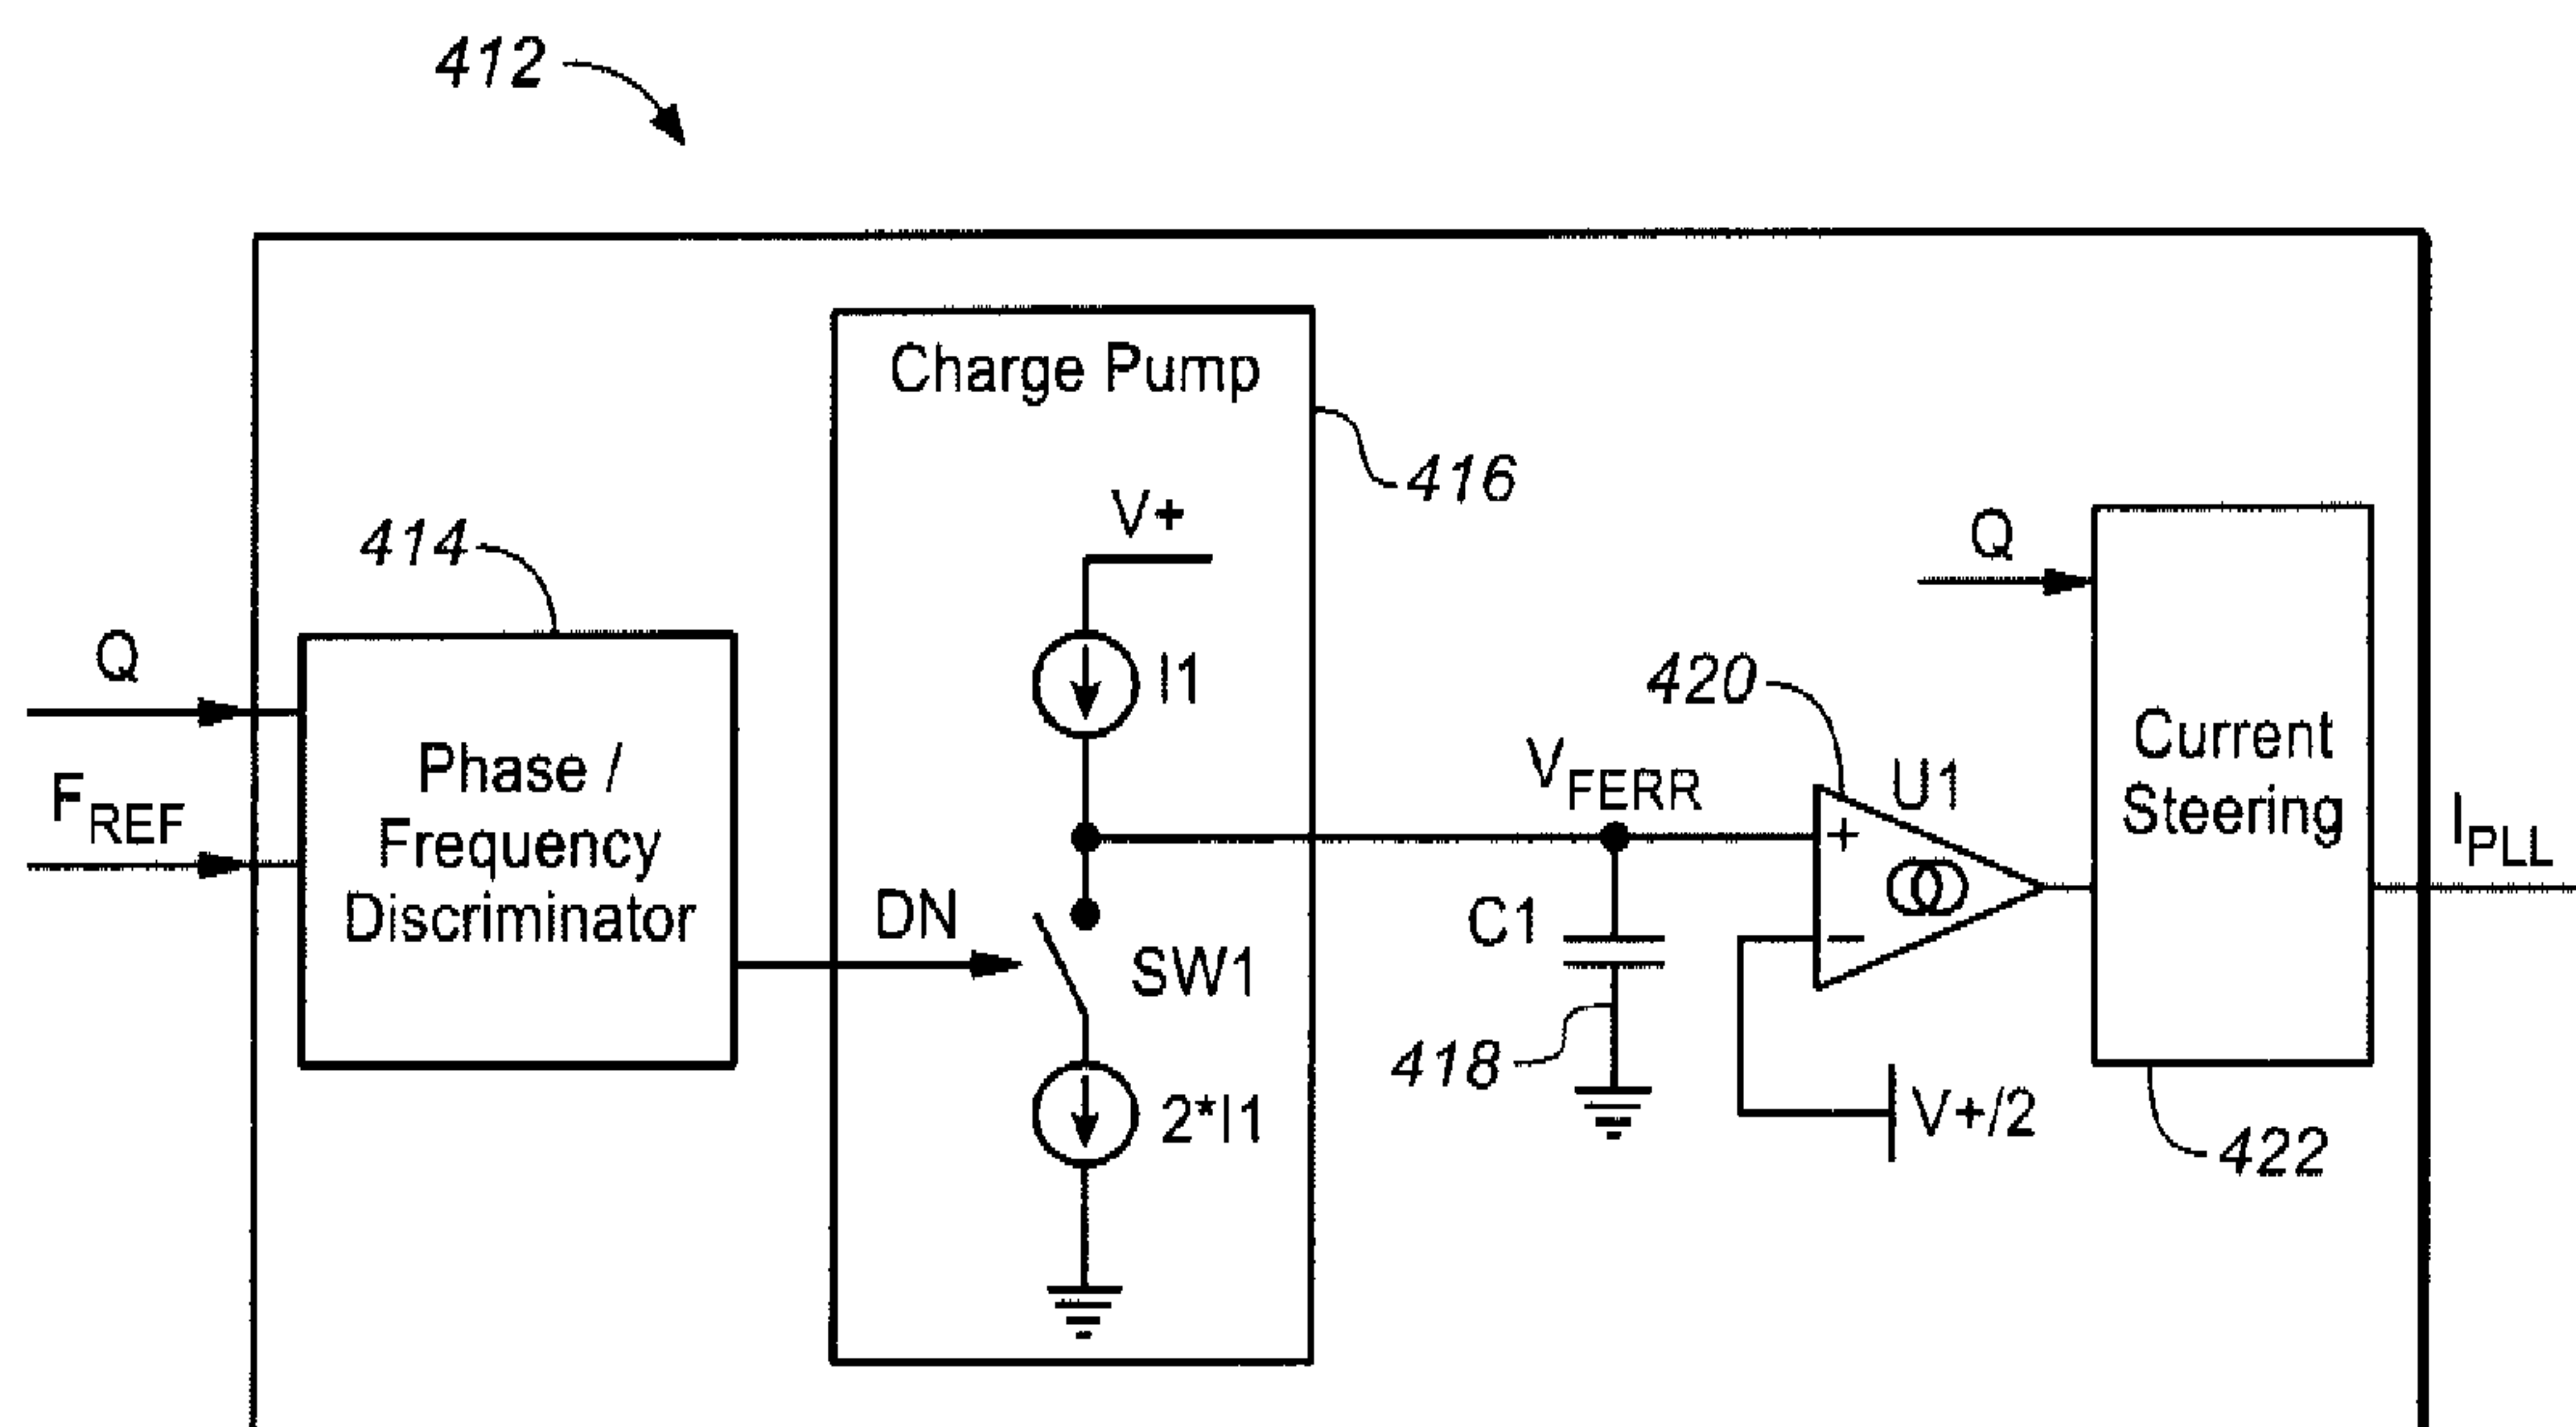 412
Charge Pump
416
V+
414
Q
I1
420
Q
Phase /
Frequency
Discriminator
F_REF
V_FERR
U1
Current
Steering
+
I_PLL
DN
SW1
C1
−
418
2*I1
V+/2
422